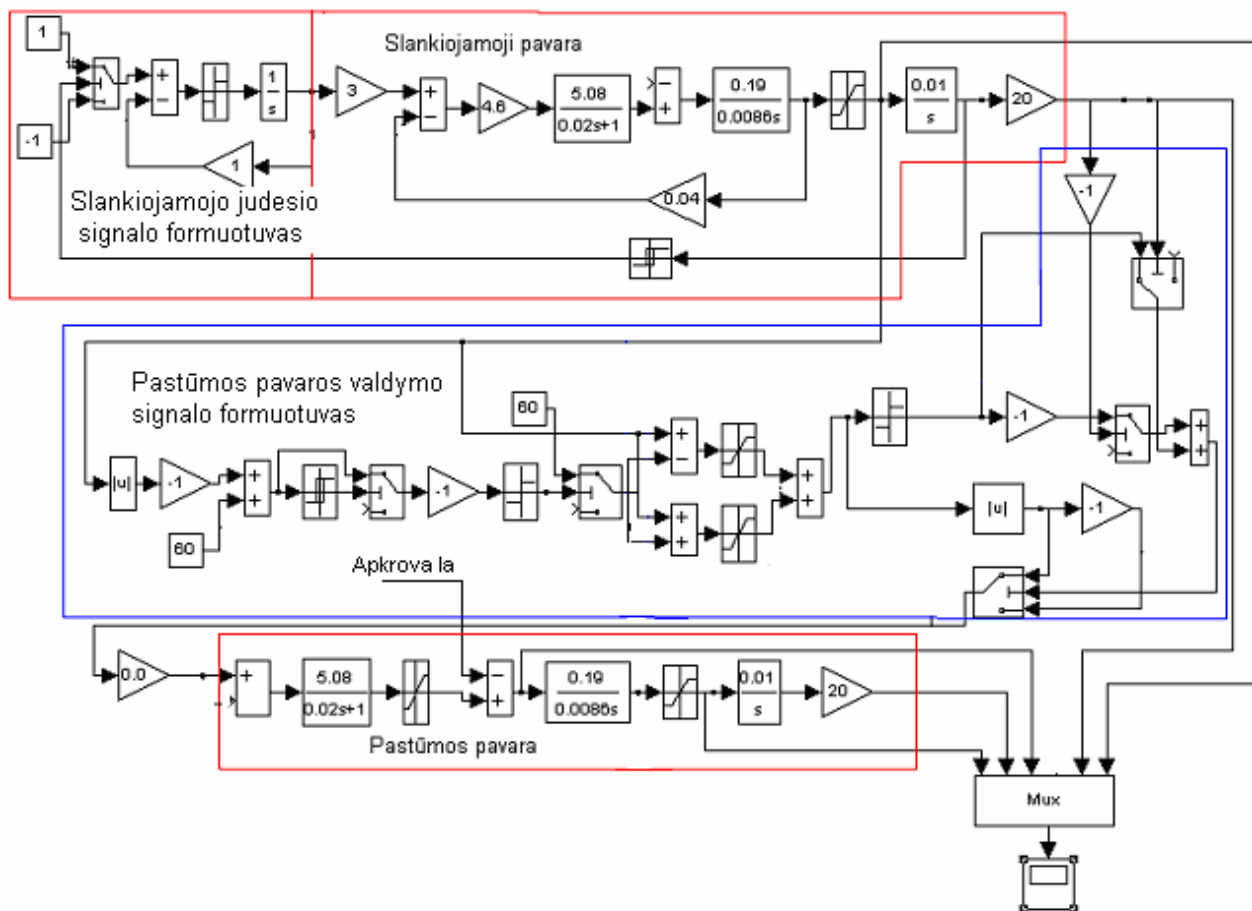 1
-1
1
s
1
Slankiojamojo judesio
signalo formuotuvas
Slankiojamoji pavara
3
4.6
5.08
0.02s+1
0.19
0.0086s
0.01
s
20
0.04
-1
Pastūmos pavaros valdymo
signalo formuotuvas
|u|
-1
60
-1
60
-1
|u|
-1
Apkrova Ia
0.0
5.08
0.02s+1
0.19
0.0086s
0.01
s
20
Pastūmos pavara
Mux